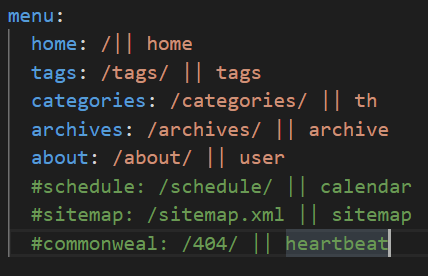 menu:
  home: /|| home
  tags: /tags/ || tags
  categories: /categories/ || th
  archives: /archives/ || archive
  about: /about/ || user
  #schedule: /schedule/ || calendar
  #sitemap: /sitemap.xml || sitemap
  #commonweal: /404/ || heartbeat